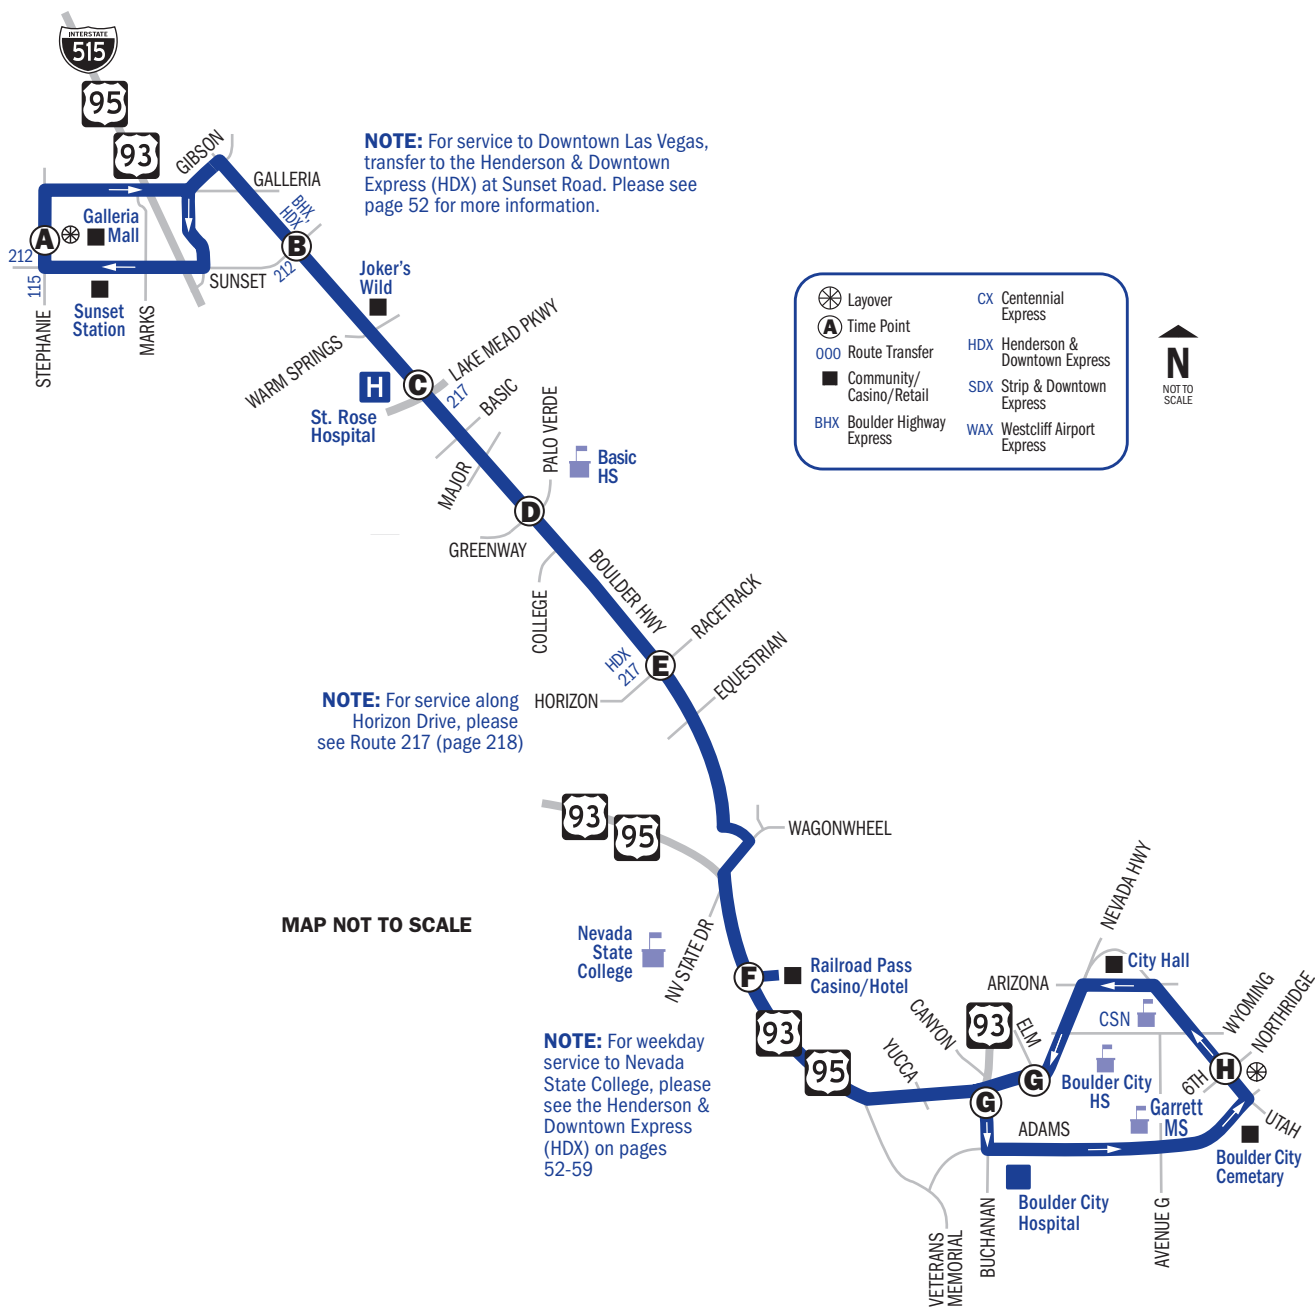 INTERSTATE
515
95
93
GIBSON
GALLERIA
NOTE: For service to Downtown Las Vegas,
transfer to the Henderson & Downtown
Express (HDX) at Sunset Road. Please see
page 52 for more information.
BHX,
HDX
Galleria
Mall
A
B
212
115
212
SUNSET
Sunset
Station
STEPHANIE
MARKS
Joker's
Wild
WARM SPRINGS
LAKE MEAD PKWY
H
C
217
St. Rose
Hospital
BASIC
MAJOR
PALO VERDE
Basic
HS
D
GREENWAY
COLLEGE
BOULDER HWY
RACETRACK
HDX
217
E
EQUESTRIAN
HORIZON
NOTE: For service along
Horizon Drive, please
see Route 217 (page 218)
Layover
A Time Point
000 Route Transfer
Community/
Casino/Retail
BHX Boulder Highway
Express
CX Centennial
Express
HDX Henderson &
Downtown Express
SDX Strip & Downtown
Express
WAX Westcliff Airport
Express
N
NOT TO
SCALE
93
95
WAGONWHEEL
MAP NOT TO SCALE
Nevada
State
College
NV STATE DR
F
Railroad Pass
Casino/Hotel
93
95
NOTE: For weekday
service to Nevada
State College, please
see the Henderson &
Downtown Express
(HDX) on pages
52-59
YUCCA
CANYON
93
ELM
NEVADA HWY
ARIZONA
City Hall
CSN
WYOMING
NORTHRIDGE
G
G
Boulder City
HS
6TH
H
Garrett
MS
ADAMS
UTAH
Boulder City
Cemetary
Boulder City
Hospital
VETERANS
MEMORIAL
BUCHANAN
AVENUE G